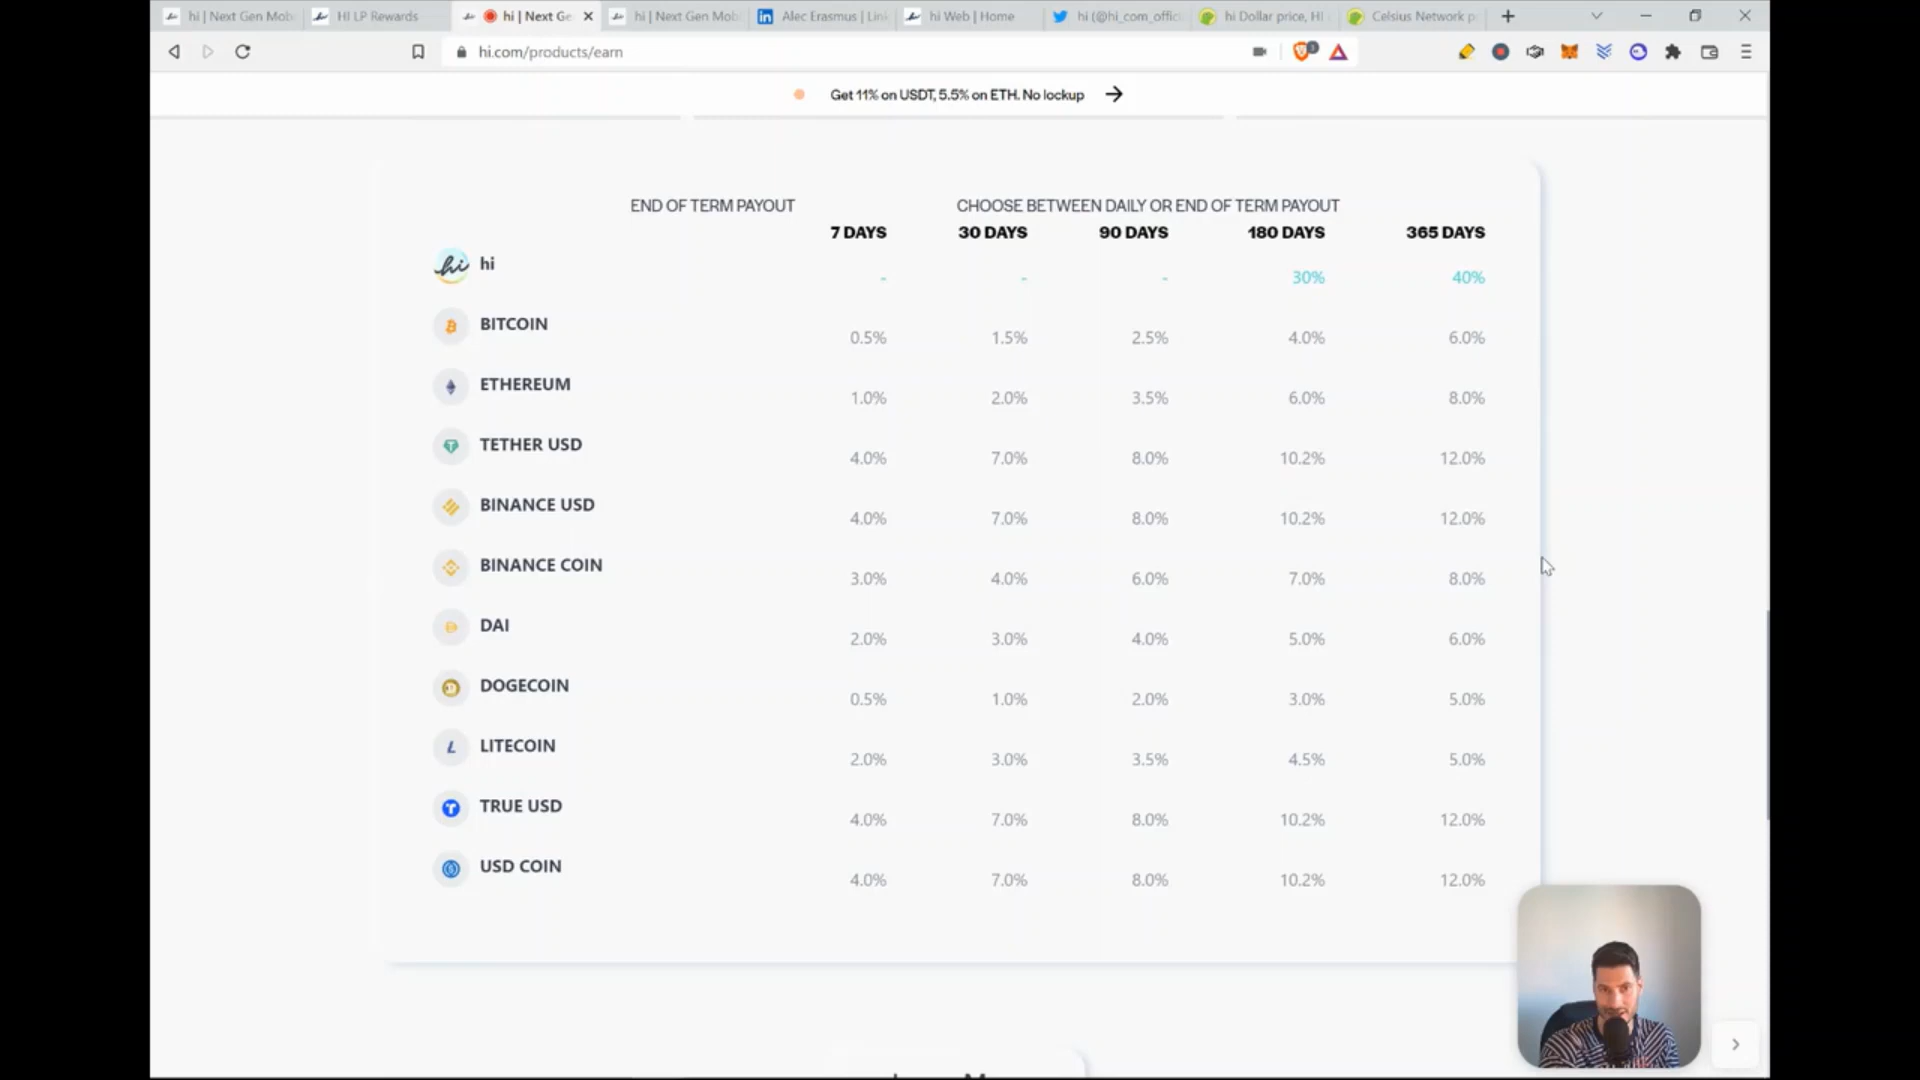 hi | Next Gen Mob
HI LP Rewards
hi | Next Ge
hi | Next Gen Mob
Alec Erasmus | Lin
hi Web | Home
hi (@hi_com_offic
hi Dollar price, HI
Celsius Network p
hi.com/products/earn
Get 11% on USDT, 5.5% on ETH. No lockup
END OF TERM PAYOUT CHOOSE BETWEEN DAILY OR END OF TERM PAYOUT
7 DAYS 30 DAYS 90 DAYS 180 DAYS 365 DAYS
hi hi - - - 30% 40%
BITCOIN 0.5% 1.5% 2.5% 4.0% 6.0%
ETHEREUM 1.0% 2.0% 3.5% 6.0% 8.0%
TETHER USD 4.0% 7.0% 8.0% 10.2% 12.0%
BINANCE USD 4.0% 7.0% 8.0% 10.2% 12.0%
BINANCE COIN 3.0% 4.0% 6.0% 7.0% 8.0%
DAI 2.0% 3.0% 4.0% 5.0% 6.0%
DOGECOIN 0.5% 1.0% 2.0% 3.0% 5.0%
LITECOIN 2.0% 3.0% 3.5% 4.5% 5.0%
TRUE USD 4.0% 7.0% 8.0% 10.2% 12.0%
USD COIN 4.0% 7.0% 8.0% 10.2% 12.0%